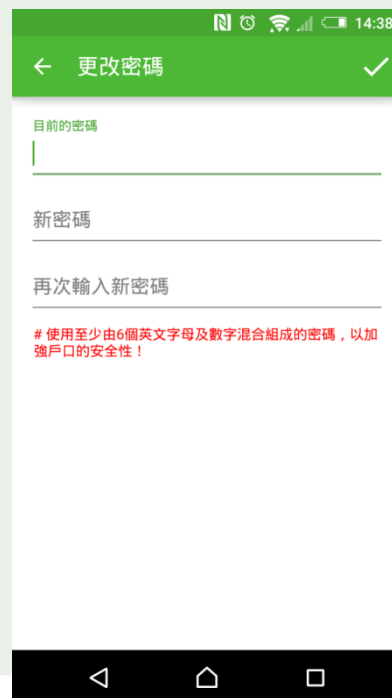 14:38
更改密碼
目前的密碼
新密碼
再次輸入新密碼
# 使用至少由6個英文字母及數字混合組成的密碼，以加
強戶口的安全性！